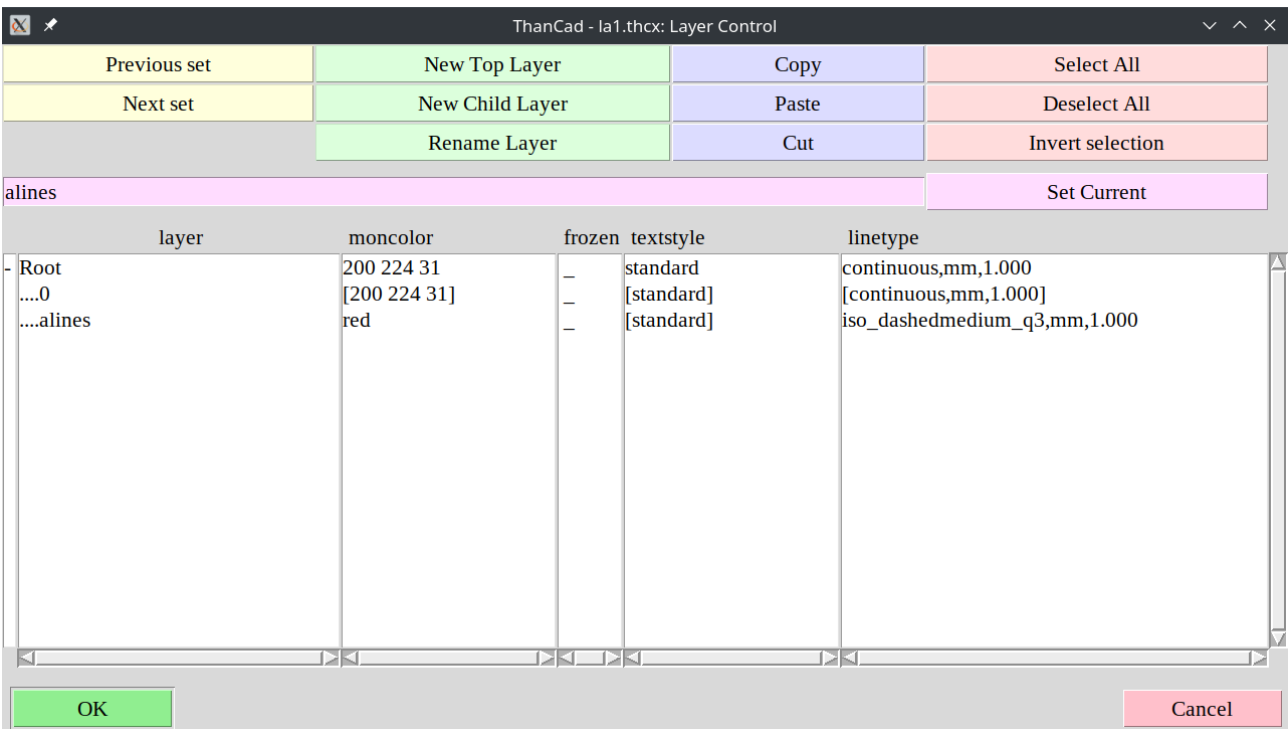 ThanCad - la1.thcx: Layer Control
Previous set New Top Layer Copy Select All
Next set New Child Layer Paste Deselect All
Rename Layer Cut Invert selection
alines Set Current
layer moncolor frozen textstyle linetype
- Root 200 224 31 _ standard continuous,mm,1.000
....0 [200 224 31] _ [standard] [continuous,mm,1.000]
....alines red _ [standard] iso_dashedmedium_q3,mm,1.000
OK Cancel